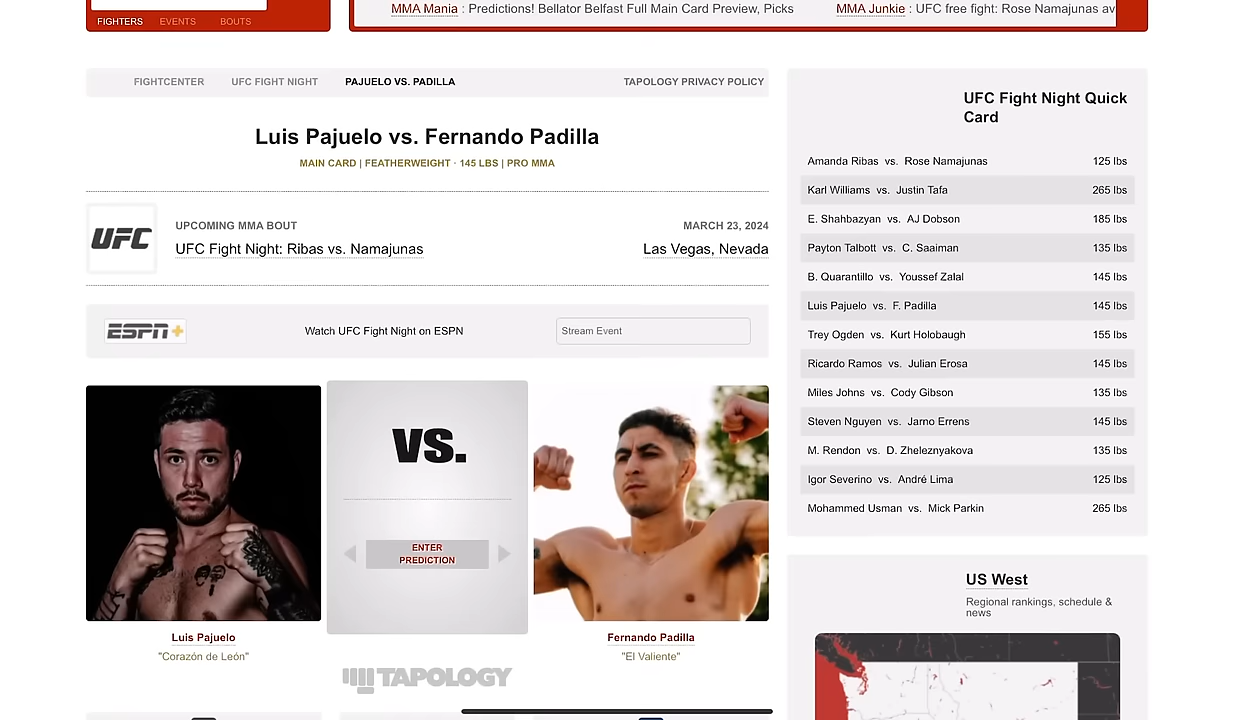 FIGHTERS EVENTS BOUTS
MMA Mania : Predictions! Bellator Belfast Full Main Card Preview, Picks MMA Junkie : UFC free fight: Rose Namajunas av
FIGHTCENTER UFC FIGHT NIGHT PAJUELO VS. PADILLA TAPOLOGY PRIVACY POLICY
Luis Pajuelo vs. Fernando Padilla
MAIN CARD | FEATHERWEIGHT · 145 LBS | PRO MMA
UFC
UPCOMING MMA BOUT MARCH 23, 2024
UFC Fight Night: Ribas vs. Namajunas Las Vegas, Nevada
ESPN+ Watch UFC Fight Night on ESPN Stream Event
VS.
ENTER
PREDICTION
Luis Pajuelo Fernando Padilla
"Corazón de León" "El Valiente"
TAPOLOGY
UFC Fight Night Quick
Card
Amanda Ribas vs. Rose Namajunas 125 lbs
Karl Williams vs. Justin Tafa 265 lbs
E. Shahbazyan vs. AJ Dobson 185 lbs
Payton Talbott vs. C. Saaiman 135 lbs
B. Quarantillo vs. Youssef Zalal 145 lbs
Luis Pajuelo vs. F. Padilla 145 lbs
Trey Ogden vs. Kurt Holobaugh 155 lbs
Ricardo Ramos vs. Julian Erosa 145 lbs
Miles Johns vs. Cody Gibson 135 lbs
Steven Nguyen vs. Jarno Errens 145 lbs
M. Rendon vs. D. Zheleznyakova 135 lbs
Igor Severino vs. André Lima 125 lbs
Mohammed Usman vs. Mick Parkin 265 lbs
US West
Regional rankings, schedule &
news